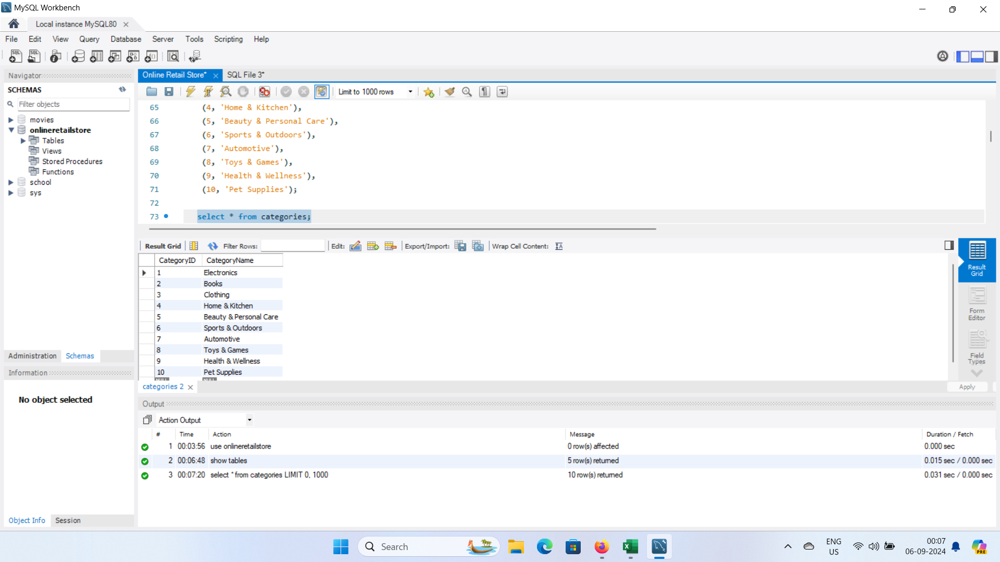 MySQL Workbench
Local instance MySQL80
File Edit View Query Database Server Tools Scripting Help
Navigator
SCHEMAS
Filter objects
movies
onlineretailstore
Tables
Views
Stored Procedures
Functions
school
sys
Administration Schemas
Information
No object selected
Object Info Session
Online Retail Store* SQL File 3*
Limit to 1000 rows
65 (4, 'Home & Kitchen'),
66 (5, 'Beauty & Personal Care'),
67 (6, 'Sports & Outdoors'),
68 (7, 'Automotive'),
69 (8, 'Toys & Games'),
70 (9, 'Health & Wellness'),
71 (10, 'Pet Supplies');
72
73 select * from categories;
Result Grid Filter Rows: Edit: Export/Import: Wrap Cell Content:
CategoryID CategoryName
1 Electronics
2 Books
3 Clothing
4 Home & Kitchen
5 Beauty & Personal Care
6 Sports & Outdoors
7 Automotive
8 Toys & Games
9 Health & Wellness
10 Pet Supplies
NULL NULL
Result
Grid
Form
Editor
Field
Types
categories 2
Apply
Output
Action Output
# Time Action Message Duration / Fetch
1 00:03:56 use onlineretailstore 0 row(s) affected 0.000 sec
2 00:06:48 show tables 5 row(s) returned 0.015 sec / 0.000 sec
3 00:07:20 select * from categories LIMIT 0, 1000 10 row(s) returned 0.031 sec / 0.000 sec
Search
ENG
US
00:07
06-09-2024
PRE